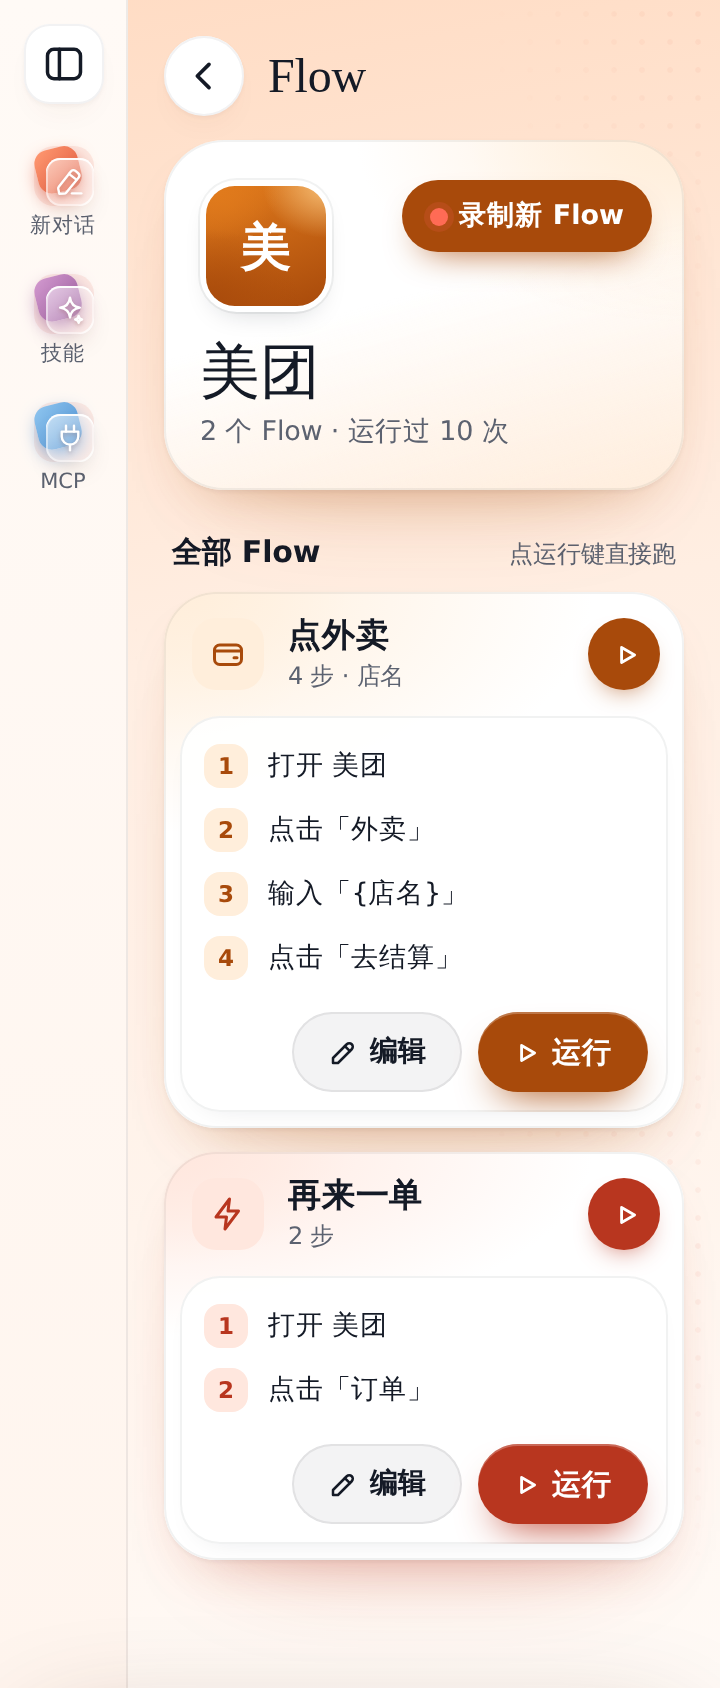 Flow
新对话
技能
MCP
美
录制新 Flow
美团
2 个 Flow · 运行过 10 次
全部 Flow
点运行键直接跑
点外卖
4 步 · 店名
1 打开 美团
2 点击「外卖」
3 输入「{店名}」
4 点击「去结算」
编辑
运行
再来一单
2 步
1 打开 美团
2 点击「订单」
编辑
运行